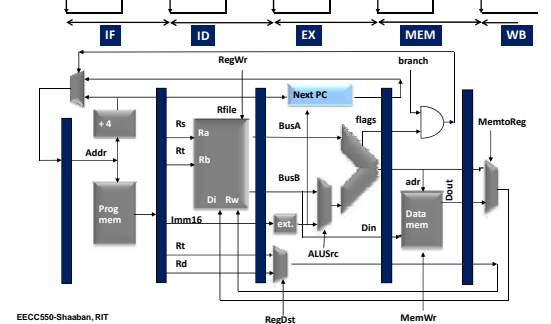 IF ID EX MEM WB
RegWr branch
Next PC
MemtoReg
+ 4
Rfile
flags
Rs Ra BusA
Addr
Rt Rb
BusB
adr Dout
Prog
mem
Di Rw
Data
mem
Imm16 ext. Din
Rt
ALUSrc
Rd
EECC550-Shaaban, RIT
RegDst MemWr